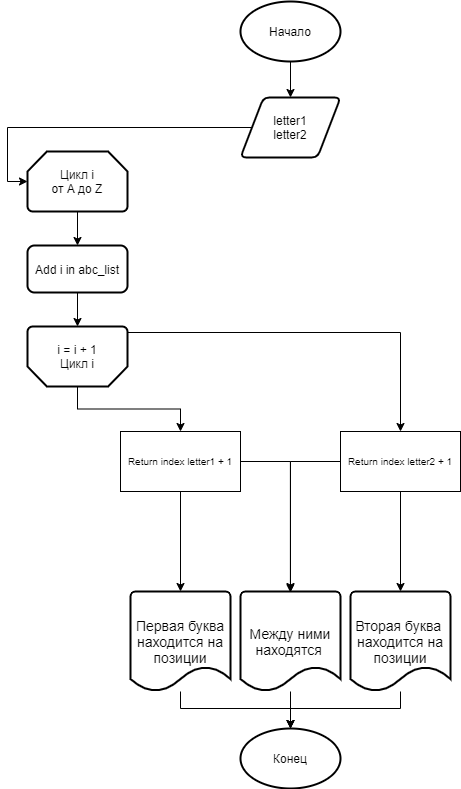 Начало
letter1
letter2
Цикл i
от A до Z
Add i in abc_list
i = i + 1
Цикл i
Return index letter1 + 1
Return index letter2 + 1
Первая буква
находится на
позиции
Между ними
находятся
Вторая буква
находится на
позиции
Конец